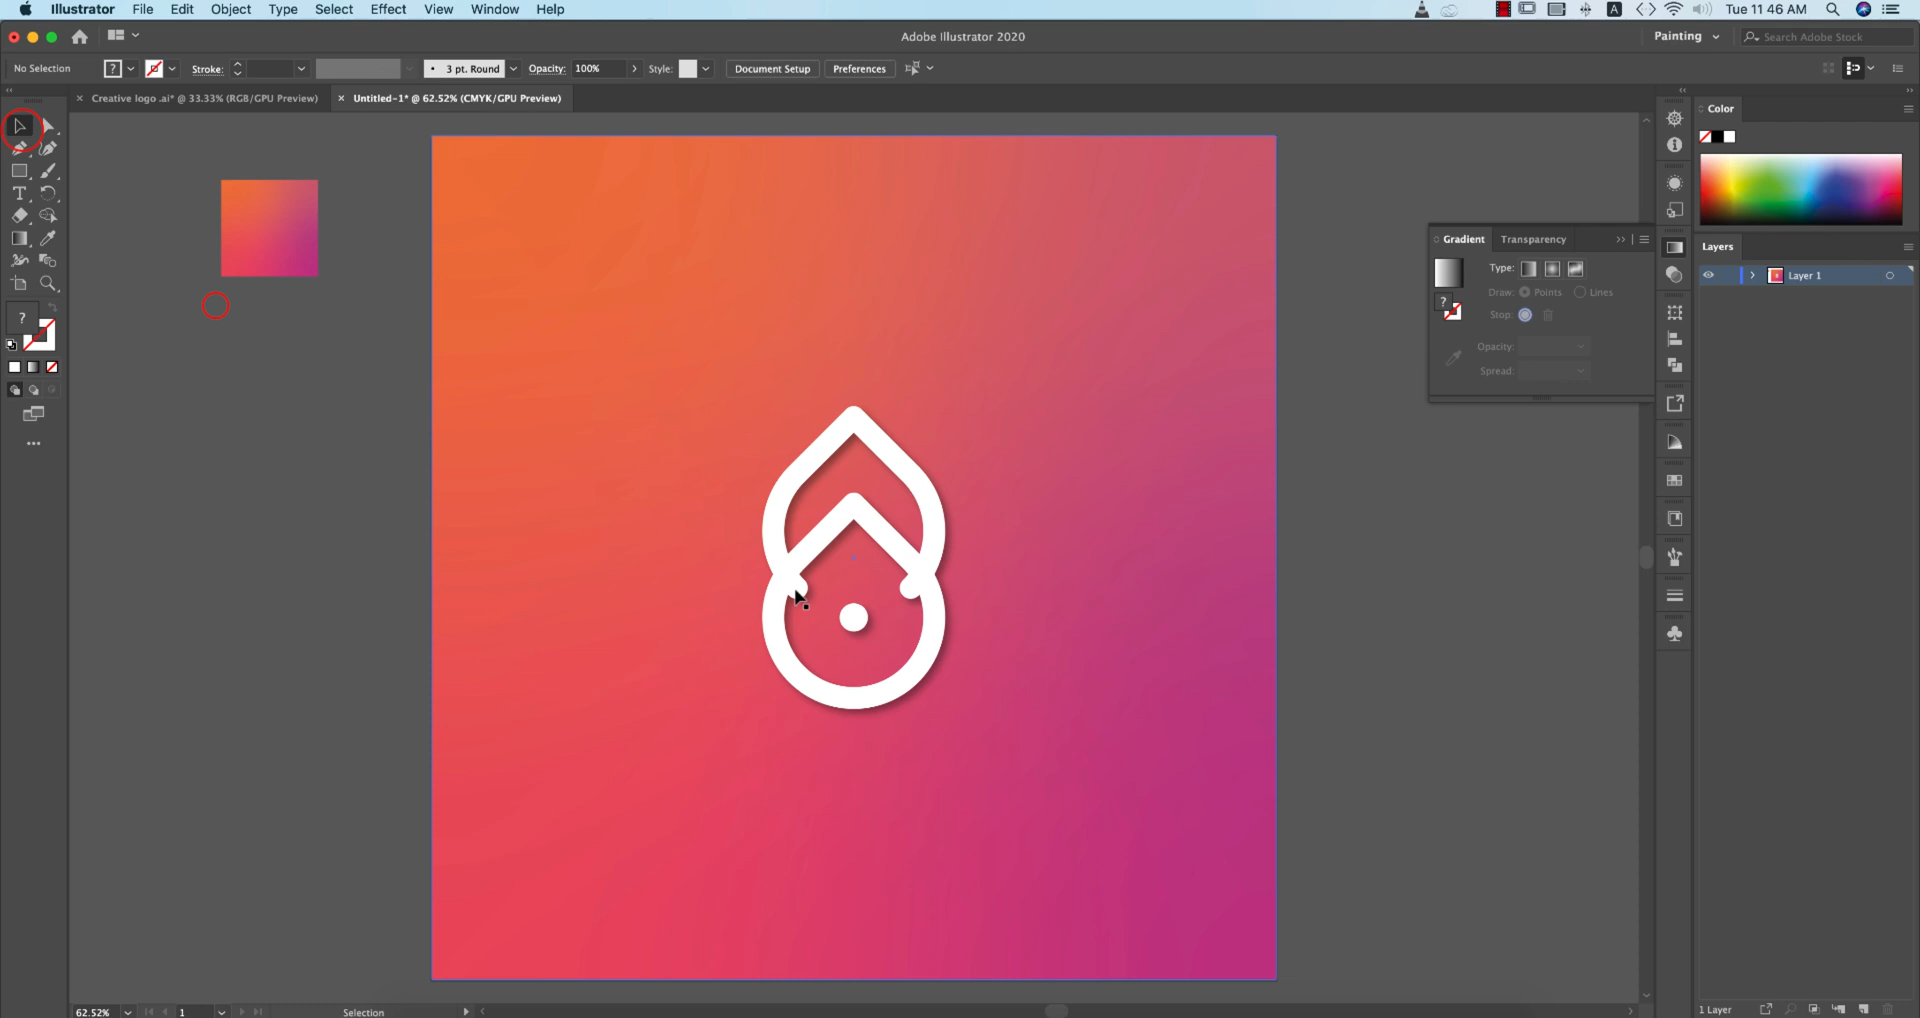 Illustrator File Edit Object Type Select Effect View Window Help A Tue 11 46 AM
Adobe Illustrator 2020 Painting Search Adobe Stock
No Selection ? Stroke: 3 pt. Round Opacity: 100% Style: Document Setup Preferences
Creative logo .ai* @ 33.33% (RGB/GPU Preview) Untitled-1* @ 62.52% (CMYK/GPU Preview)
Color
T
Gradient Transparency
Layers
Type:
Layer 1
Draw: Points Lines
?
?
Stop:
Opacity:
Spread:
62.52% 1 Selection
1 Layer